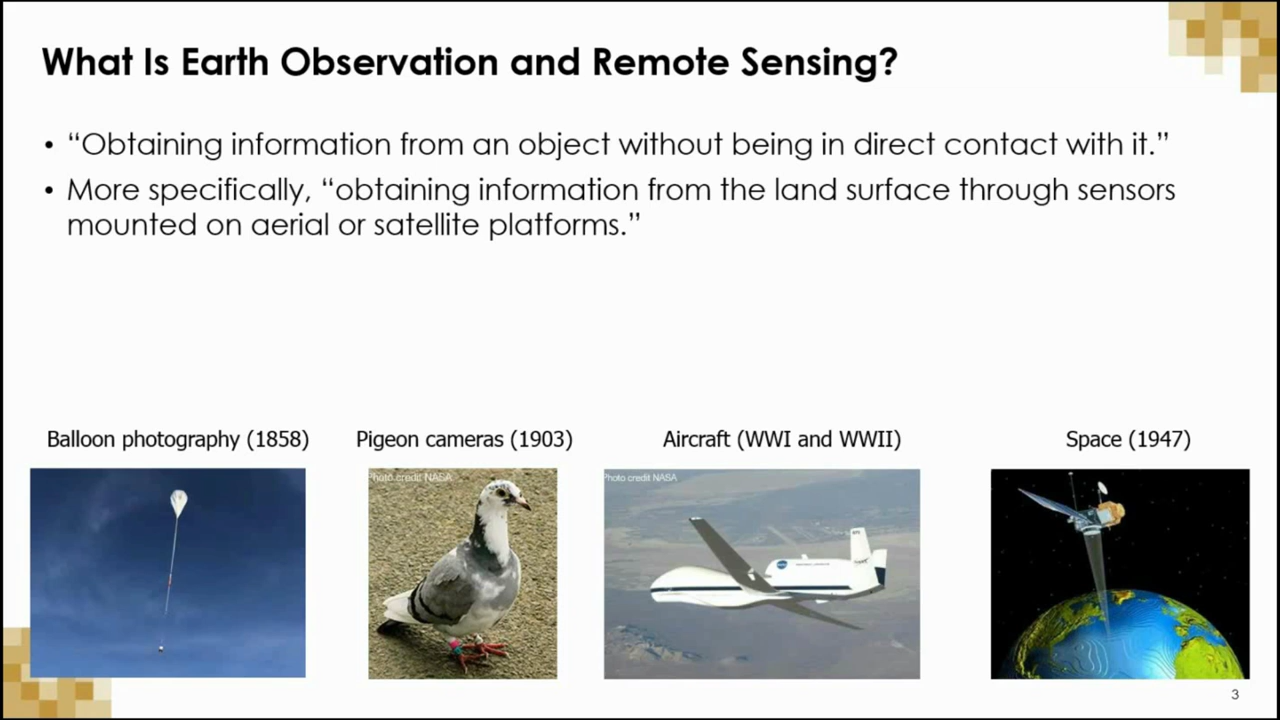 What Is Earth Observation and Remote Sensing?
• “Obtaining information from an object without being in direct contact with it.”
• More specifically, “obtaining information from the land surface through sensors
mounted on aerial or satellite platforms.”
Balloon photography (1858)
Pigeon cameras (1903)
Aircraft (WWI and WWII)
Space (1947)
Photo credit NASA
Photo credit NASA
3